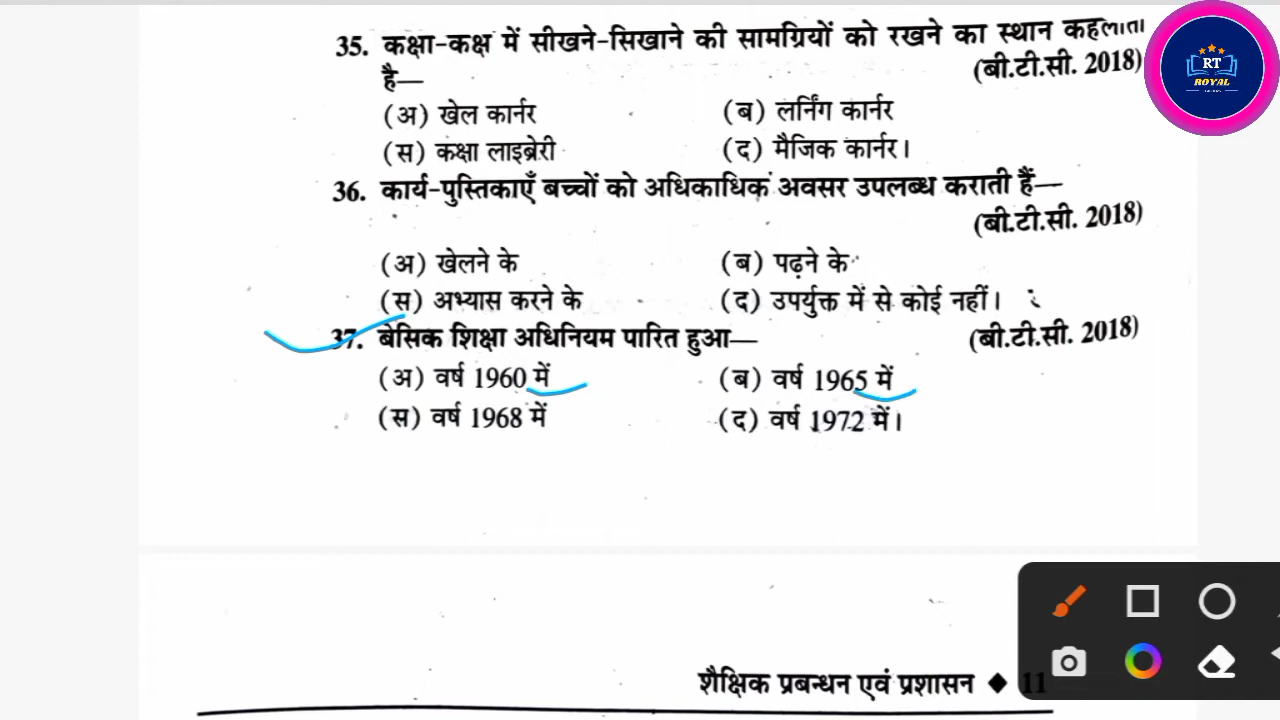 35. कक्षा-कक्ष में सीखने-सिखाने की सामग्रियों को रखने का स्थान कहलाता
है— (बी.टी.सी. 2018)
(अ) खेल कार्नर (ब) लर्निंग कार्नर
(स) कक्षा लाइब्रेरी (द) मैजिक कार्नर।
36. कार्य-पुस्तिकाएँ बच्चों को अधिकाधिक अवसर उपलब्ध कराती हैं—
(बी.टी.सी. 2018)
(अ) खेलने के (ब) पढ़ने के
(स) अभ्यास करने के (द) उपर्युक्त में से कोई नहीं।
37. बेसिक शिक्षा अधिनियम पारित हुआ— (बी.टी.सी. 2018)
(अ) वर्ष 1960 में (ब) वर्ष 1965 में
(स) वर्ष 1968 में (द) वर्ष 1972 में।
शैक्षिक प्रबन्धन एवं प्रशासन ◆ 11
RT
ROYAL